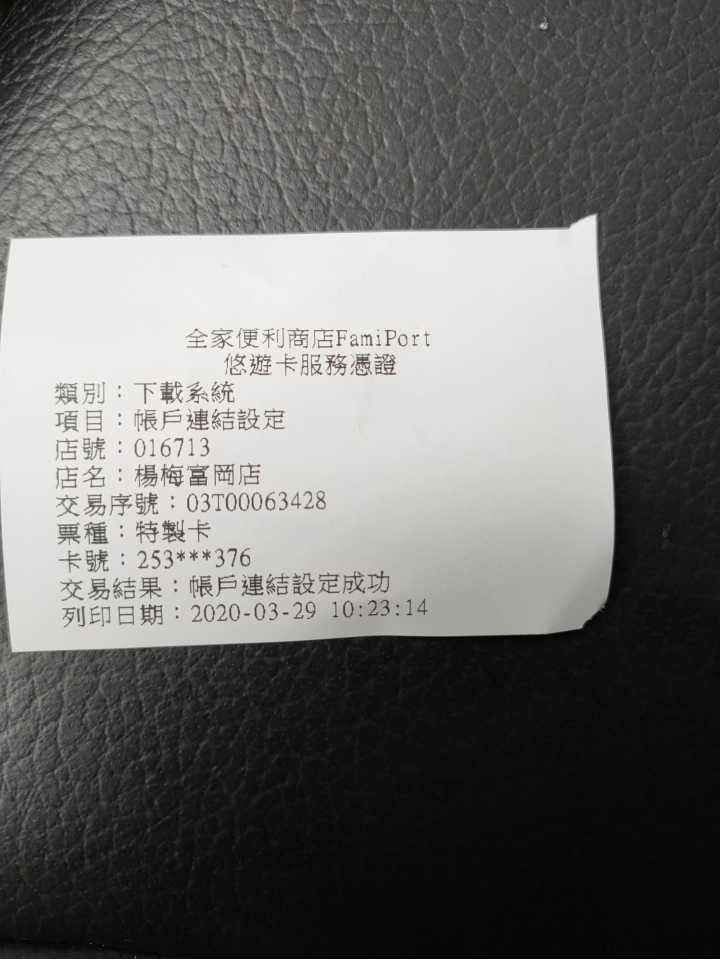 全家便利商店FamiPort
悠遊卡服務憑證
類別：下載系統
項目：帳戶連結設定
店號：016713
店名：楊梅富岡店
交易序號：03T00063428
票種：特製卡
卡號：253***376
交易結果：帳戶連結設定成功
列印日期：2020-03-29 10:23:14